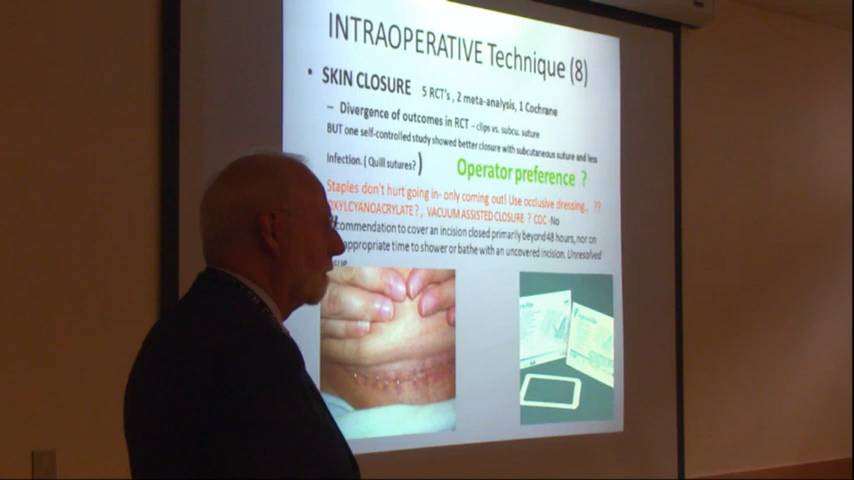 INTRAOPERATIVE Technique (8)
• SKIN CLOSURE 5 RCT's , 2 meta-analysis, 1 Cochrane
– Divergence of outcomes in RCT – clips vs. subcu. suture
BUT one self-controlled study showed better closure with subcutaneous suture and less
Infection. ( Quill sutures? ) Operator preference ?
Staples don't hurt going in- only coming out! Use occlusive dressing.. ??
OXYLCYANOACRYLATE? , VACUUM ASSISTED CLOSURE ? CDC -No
commendation to cover an incision closed primarily beyond 48 hours, nor on
appropriate time to shower or bathe with an uncovered incision. Unresolved
sue